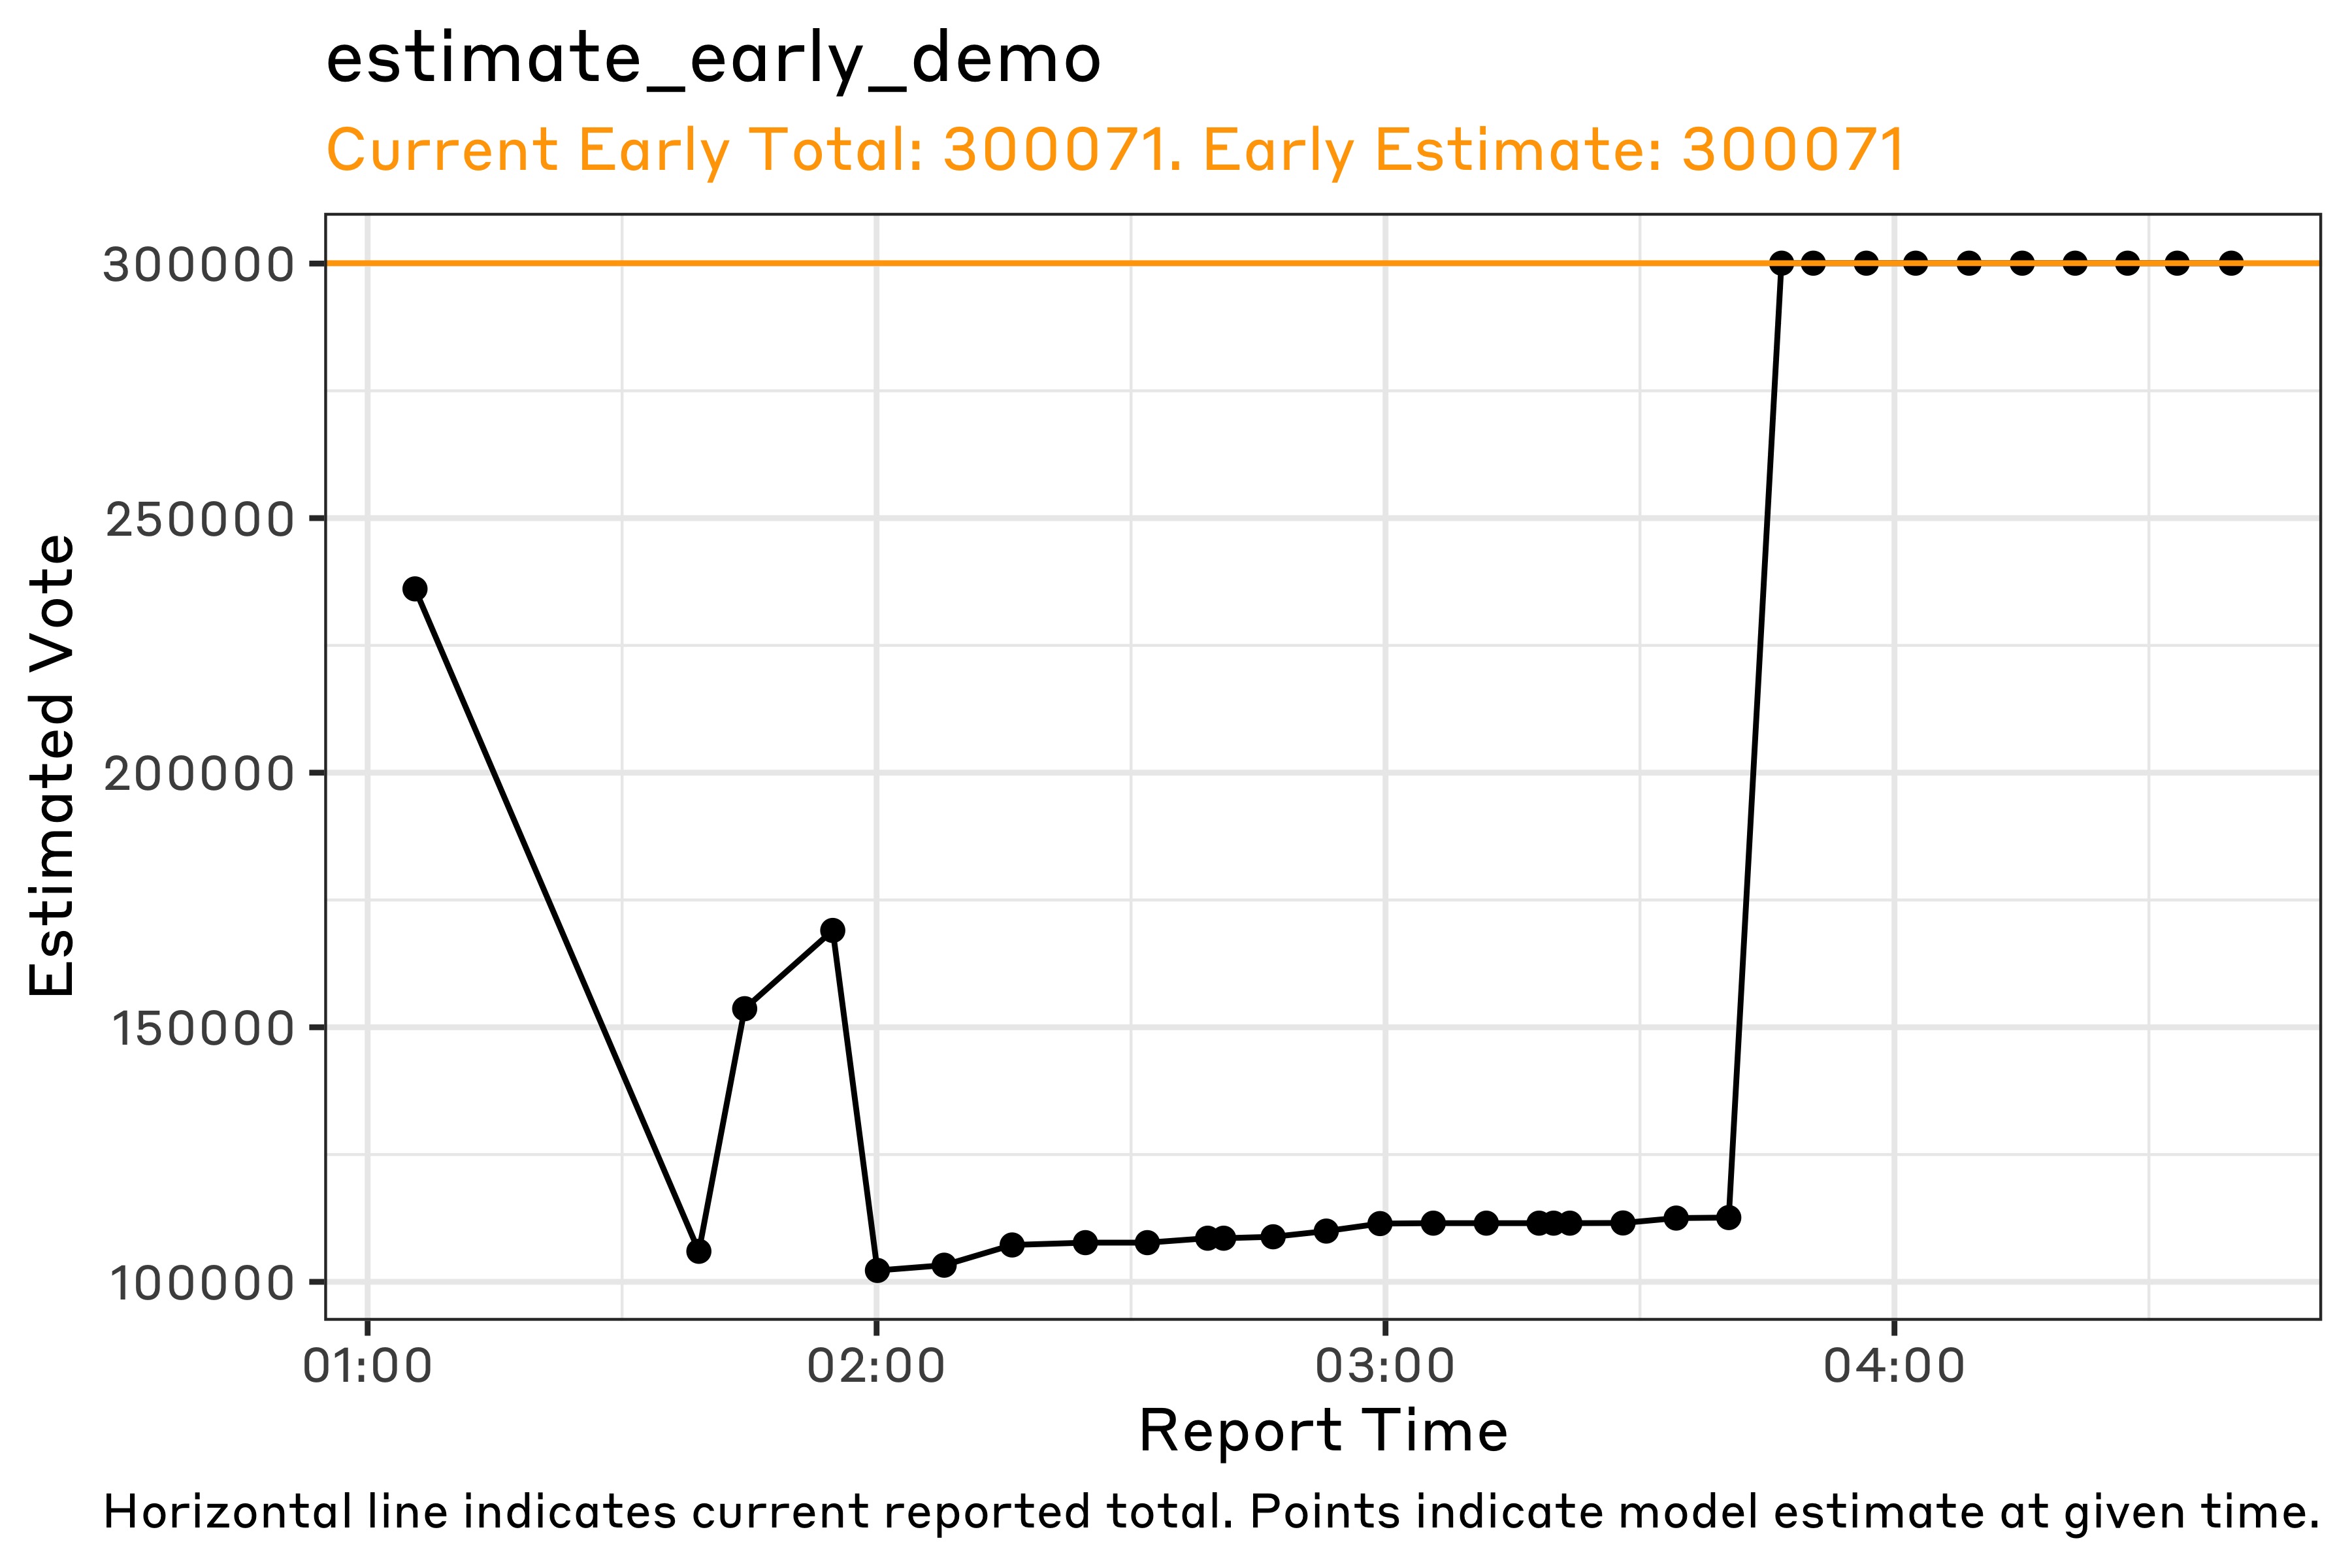 estimate_early_demo
Current Early Total: 300071. Early Estimate: 300071
300000
250000
200000
150000
100000
Estimated Vote
01:00 02:00 03:00 04:00
Report Time
Horizontal line indicates current reported total. Points indicate model estimate at given time.